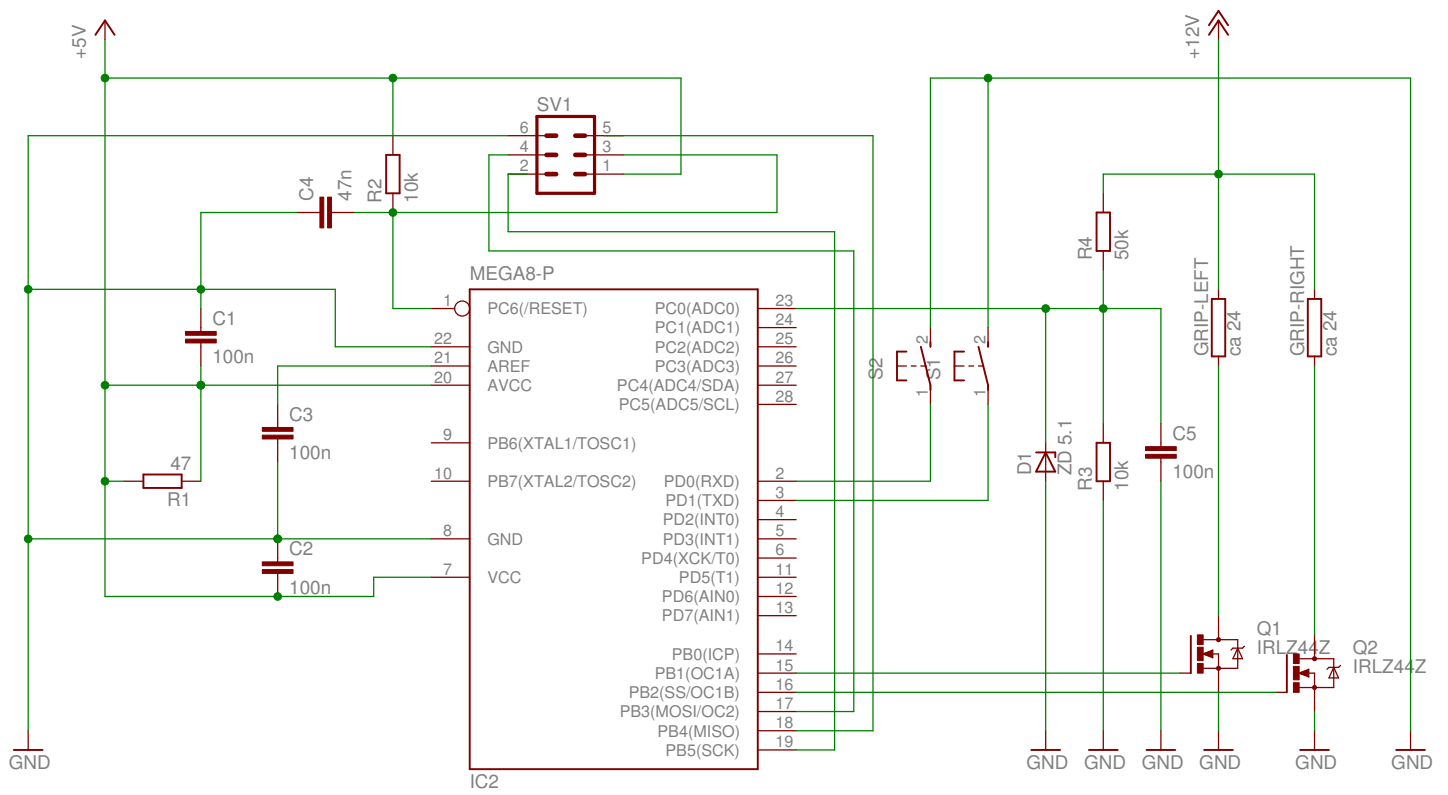 +5V
+12V
SV1
6
5
4
3
2
1
C4
47n
R2
10k
R4
50k
MEGA8-P
GRIP-LEFT
ca 24
GRIP-RIGHT
ca 24
1
PC6(/RESET)
PC0(ADC0)
23
PC1(ADC1)
24
C1
100n
22
GND
PC2(ADC2)
25
21
AREF
PC3(ADC3)
26
20
AVCC
PC4(ADC4/SDA)
27
PC5(ADC5/SCL)
28
S2
2
1
S1
2
1
C3
100n
9
PB6(XTAL1/TOSC1)
D1
ZD 5.1
R3
10k
C5
100n
47
R1
10
PB7(XTAL2/TOSC2)
PD0(RXD)
2
PD1(TXD)
3
PD2(INT0)
4
8
GND
PD3(INT1)
5
C2
100n
PD4(XCK/T0)
6
7
VCC
PD5(T1)
11
PD6(AIN0)
12
PD7(AIN1)
13
Q1
IRLZ44Z
Q2
IRLZ44Z
PB0(ICP)
14
PB1(OC1A)
15
PB2(SS/OC1B)
16
PB3(MOSI/OC2)
17
PB4(MISO)
18
PB5(SCK)
19
GND
GND
GND
GND
GND
GND
GND
IC2